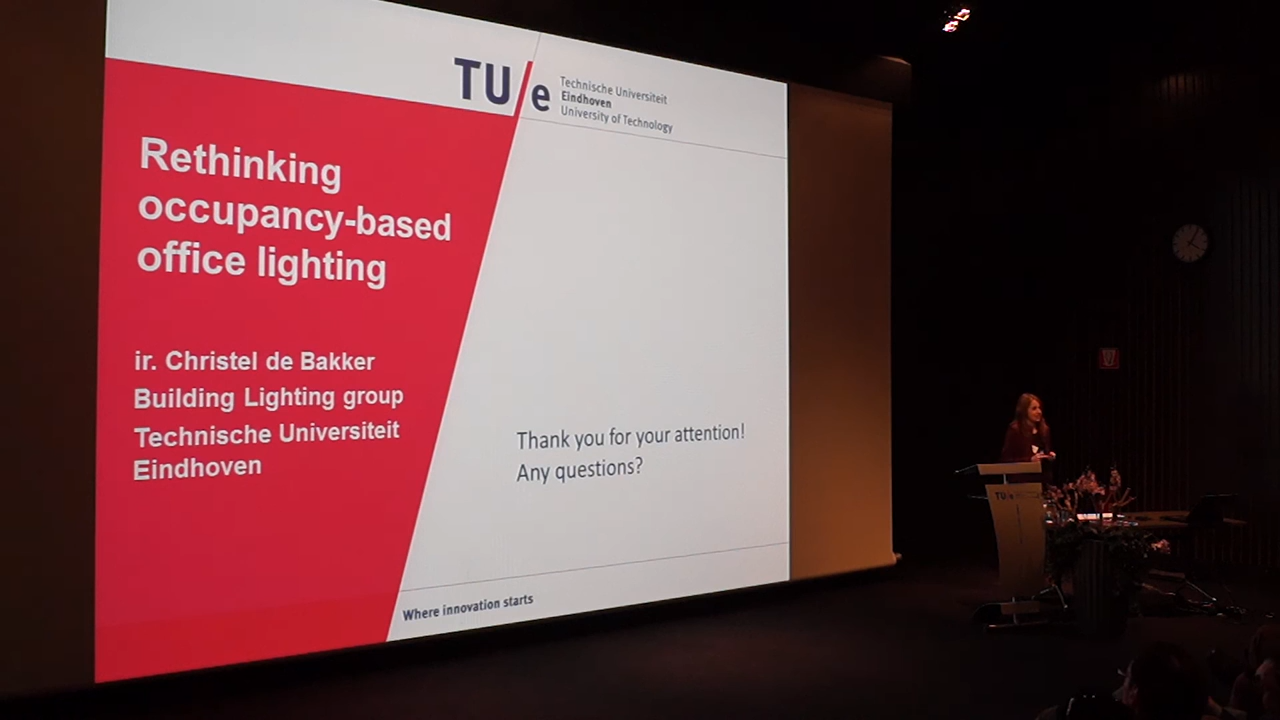 TU/e
Technische Universiteit
Eindhoven
University of Technology
Rethinking
occupancy-based
office lighting
ir. Christel de Bakker
Building Lighting group
Technische Universiteit
Eindhoven
Thank you for your attention!
Any questions?
Where innovation starts
TU/e